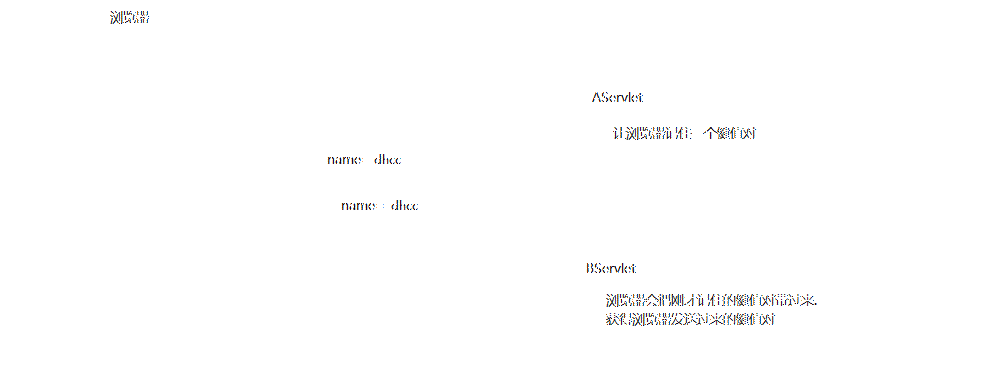 浏览器
AServlet
让浏览器记住一个键值对
name=dhcc
name = dhcc
BServlet
浏览器会把刚才记住的键值对带过来.
获得浏览器发送过来的键值对